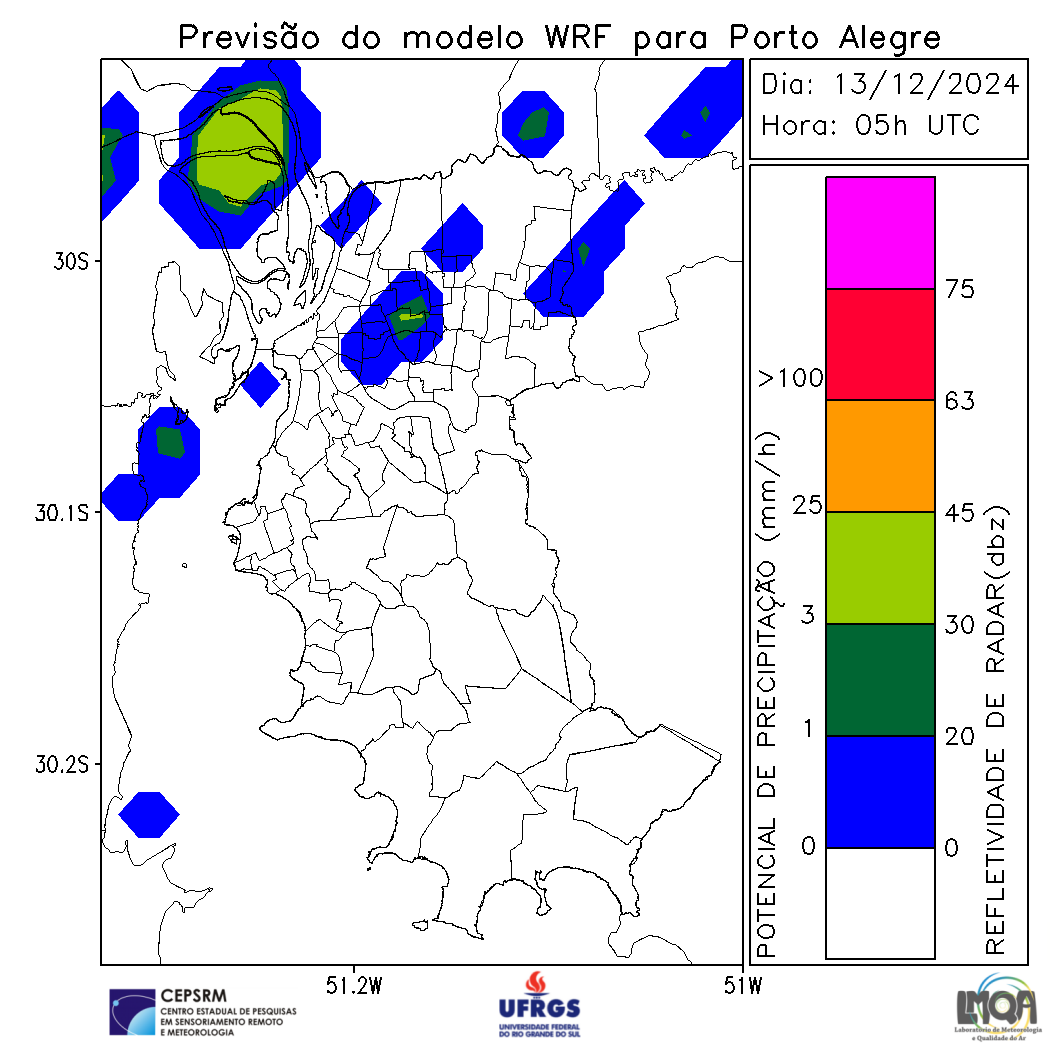 Previsão do modelo WRF para Porto Alegre
Dia: 13/12/2024
Hora: 05h UTC
30S
30.1S
30.2S
51.2W
51W
POTENCIAL DE PRECIPITAÇÃO (mm/h)
>100
25
3
1
0
75
63
45
30
20
0
REFLETIVIDADE DE RADAR(dbz)
CEPSRM
CENTRO ESTADUAL DE PESQUISAS
EM SENSORIAMENTO REMOTO
E METEOROLOGIA
UFRGS
UNIVERSIDADE FEDERAL
DO RIO GRANDE DO SUL
LMQA
Laboratório de Meteorologia
e Qualidade do Ar